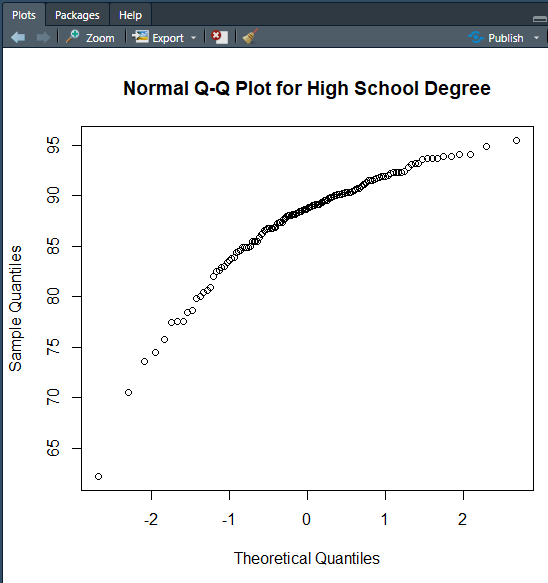 Plots Packages Help
Zoom Export Publish
Normal Q-Q Plot for High School Degree
95
90
85
80
75
70
65
Sample Quantiles
-2 -1 0 1 2
Theoretical Quantiles